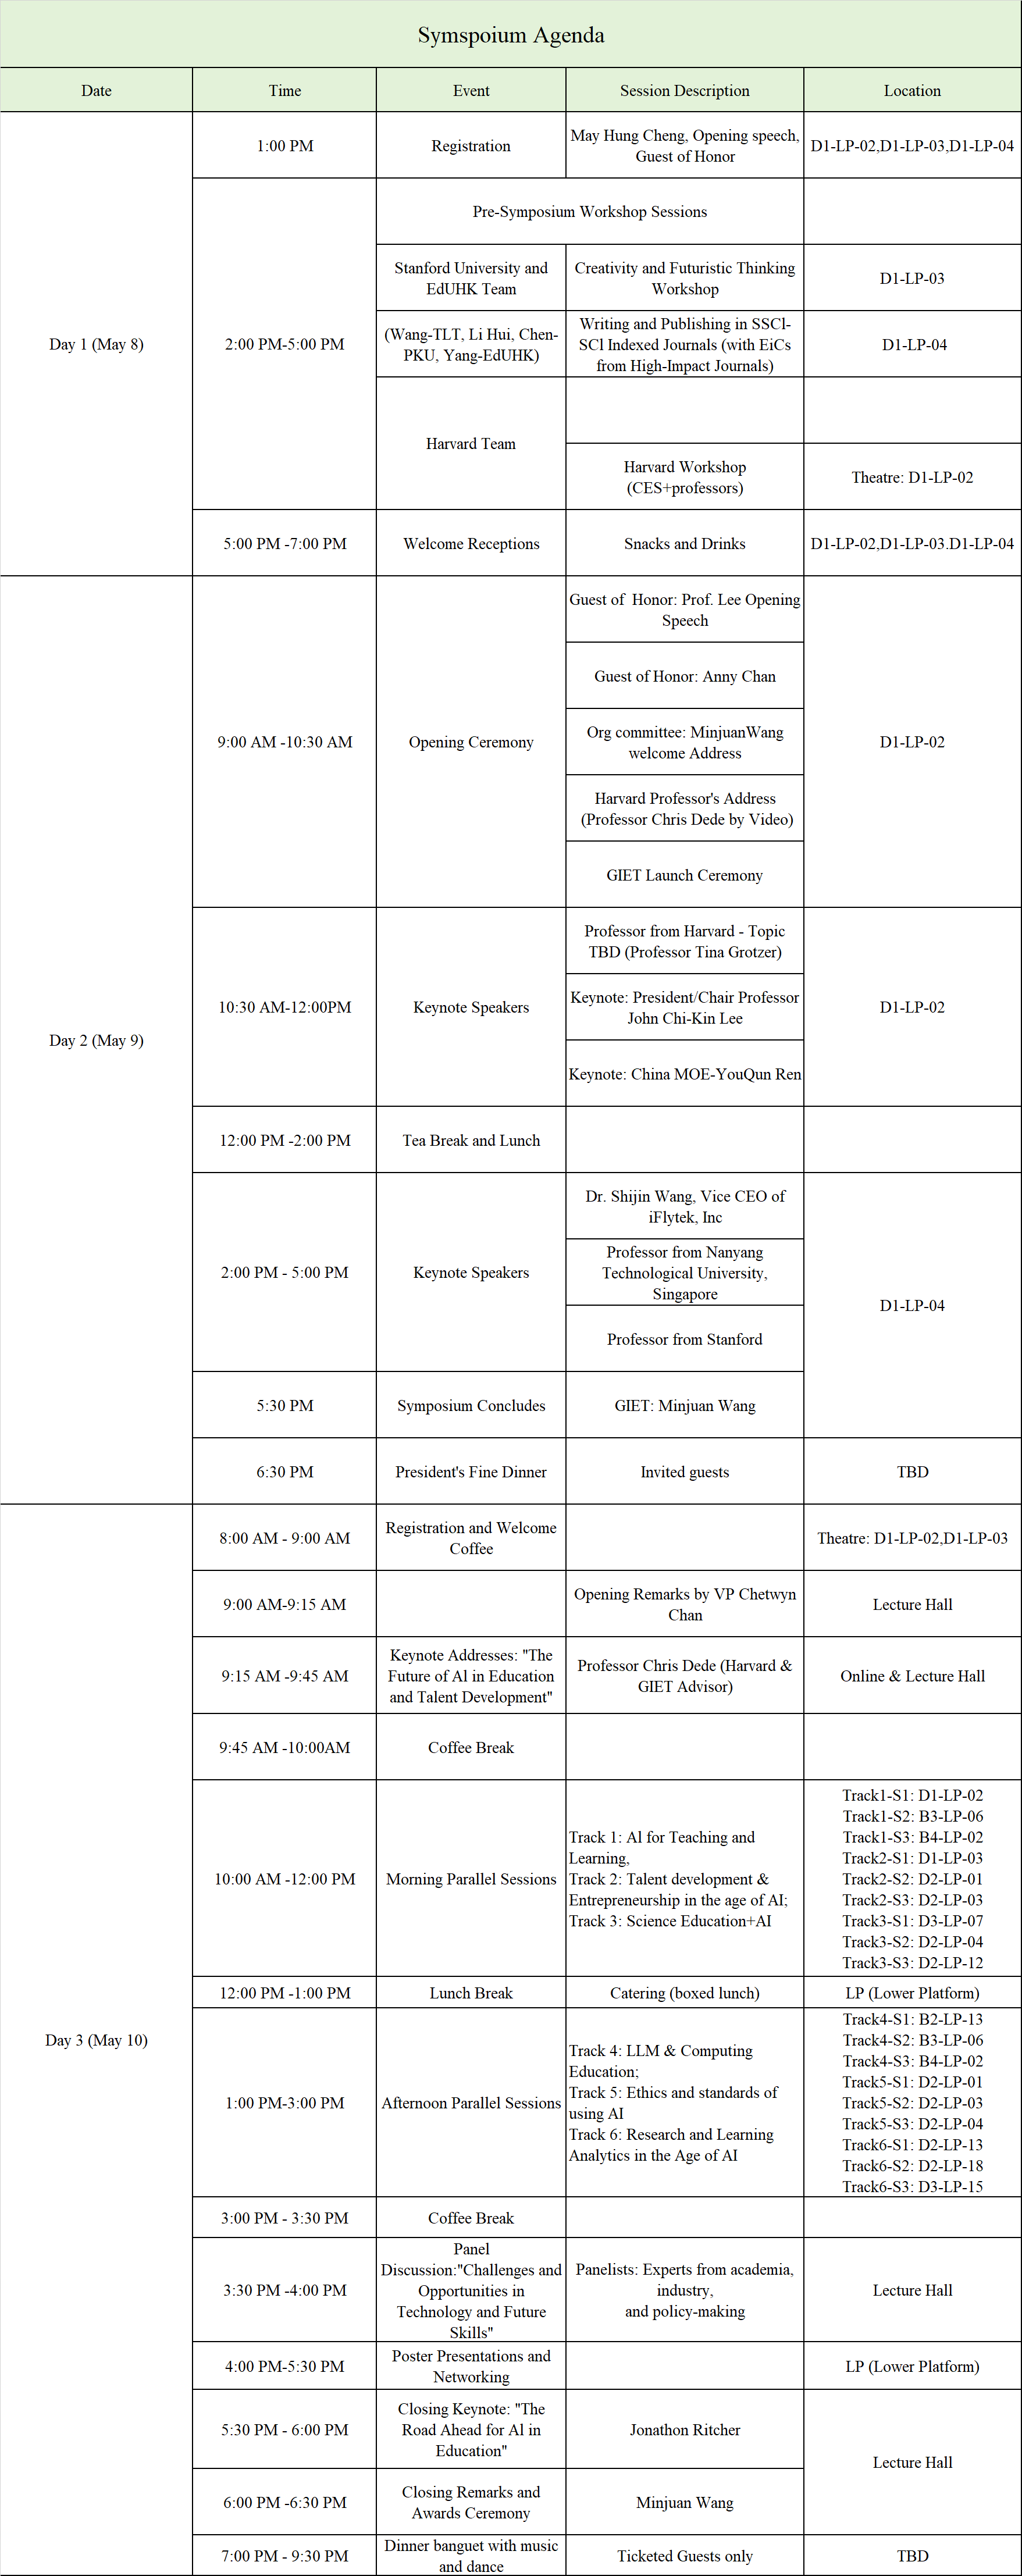 Symspoium Agenda
Date
Time
Event
Session Description
Location
Day 1 (May 8)
1:00 PM
Registration
May Hung Cheng, Opening speech,
Guest of Honor
D1-LP-02,D1-LP-03,D1-LP-04
2:00 PM-5:00 PM
Pre-Symposium Workshop Sessions
Stanford University and
EdUHK Team
Creativity and Futuristic Thinking
Workshop
D1-LP-03
(Wang-TLT, Li Hui, Chen-
PKU, Yang-EdUHK)
Writing and Publishing in SSCl-
SCl Indexed Journals (with EiCs
from High-Impact Journals)
D1-LP-04
Harvard Team
Harvard Workshop
(CES+professors)
Theatre: D1-LP-02
5:00 PM -7:00 PM
Welcome Receptions
Snacks and Drinks
D1-LP-02,D1-LP-03.D1-LP-04
Day 2 (May 9)
9:00 AM -10:30 AM
Opening Ceremony
Guest of  Honor: Prof. Lee Opening
Speech
Guest of Honor: Anny Chan
Org committee: MinjuanWang
welcome Address
Harvard Professor's Address
(Professor Chris Dede by Video)
GIET Launch Ceremony
D1-LP-02
10:30 AM-12:00PM
Keynote Speakers
Professor from Harvard - Topic
TBD (Professor Tina Grotzer)
Keynote: President/Chair Professor
John Chi-Kin Lee
Keynote: China MOE-YouQun Ren
D1-LP-02
12:00 PM -2:00 PM
Tea Break and Lunch
2:00 PM - 5:00 PM
Keynote Speakers
Dr. Shijin Wang, Vice CEO of
iFlytek, Inc
Professor from Nanyang
Technological University,
Singapore
Professor from Stanford
D1-LP-04
5:30 PM
Symposium Concludes
GIET: Minjuan Wang
6:30 PM
President's Fine Dinner
Invited guests
TBD
Day 3 (May 10)
8:00 AM - 9:00 AM
Registration and Welcome
Coffee
Theatre: D1-LP-02,D1-LP-03
9:00 AM-9:15 AM
Opening Remarks by VP Chetwyn
Chan
Lecture Hall
9:15 AM -9:45 AM
Keynote Addresses: "The
Future of Al in Education
and Talent Development"
Professor Chris Dede (Harvard &
GIET Advisor)
Online & Lecture Hall
9:45 AM -10:00AM
Coffee Break
10:00 AM -12:00 PM
Morning Parallel Sessions
Track 1: Al for Teaching and
Learning,
Track 2: Talent development &
Entrepreneurship in the age of AI;
Track 3: Science Education+AI
Track1-S1: D1-LP-02
Track1-S2: B3-LP-06
Track1-S3: B4-LP-02
Track2-S1: D1-LP-03
Track2-S2: D2-LP-01
Track2-S3: D2-LP-03
Track3-S1: D3-LP-07
Track3-S2: D2-LP-04
Track3-S3: D2-LP-12
12:00 PM -1:00 PM
Lunch Break
Catering (boxed lunch)
LP (Lower Platform)
1:00 PM-3:00 PM
Afternoon Parallel Sessions
Track 4: LLM & Computing
Education;
Track 5: Ethics and standards of
using AI
Track 6: Research and Learning
Analytics in the Age of AI
Track4-S1: B2-LP-13
Track4-S2: B3-LP-06
Track4-S3: B4-LP-02
Track5-S1: D2-LP-01
Track5-S2: D2-LP-03
Track5-S3: D2-LP-04
Track6-S1: D2-LP-13
Track6-S2: D2-LP-18
Track6-S3: D3-LP-15
3:00 PM - 3:30 PM
Coffee Break
3:30 PM -4:00 PM
Panel
Discussion:"Challenges and
Opportunities in
Technology and Future
Skills"
Panelists: Experts from academia,
industry,
and policy-making
Lecture Hall
4:00 PM-5:30 PM
Poster Presentations and
Networking
LP (Lower Platform)
5:30 PM - 6:00 PM
Closing Keynote: "The
Road Ahead for Al in
Education"
Jonathon Ritcher
Lecture Hall
6:00 PM -6:30 PM
Closing Remarks and
Awards Ceremony
Minjuan Wang
7:00 PM - 9:30 PM
Dinner banguet with music
and dance
Ticketed Guests only
TBD